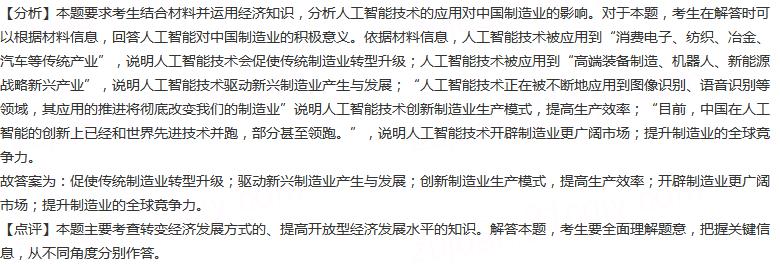 【分析】本题要求考生结合材料并运用经济知识，分析人工智能技术的应用对中国制造业的影响。对于本题，考生在解答时可
以根据材料信息，回答人工智能对中国制造业的积极意义。依据材料信息，人工智能技术被应用到“消费电子、纺织、冶金、
汽车等传统产业”，说明人工智能技术会促使传统制造业转型升级；人工智能技术被应用到“高端装备制造、机器人、新能源
战略新兴产业”，说明人工智能技术驱动新兴制造业产生与发展；“人工智能技术正在被不断地应用到图像识别、语音识别等
领域，其应用的推进将彻底改变我们的制造业”说明人工智能技术创新制造业生产模式，提高生产效率；“目前，中国在人工
智能的创新上已经和世界先进技术并跑，部分甚至领跑。”，说明人工智能技术开辟制造业更广阔市场；提升制造业的全球竞
争力。
故答案为：促使传统制造业转型升级；驱动新兴制造业产生与发展；创新制造业生产模式，提高生产效率；开辟制造业更广阔
市场；提升制造业的全球竞争力。
【点评】本题主要考查转变经济发展方式的、提高开放型经济发展水平的知识。解答本题，考生要全面理解题意，把握关键信
息，从不同角度分别作答。